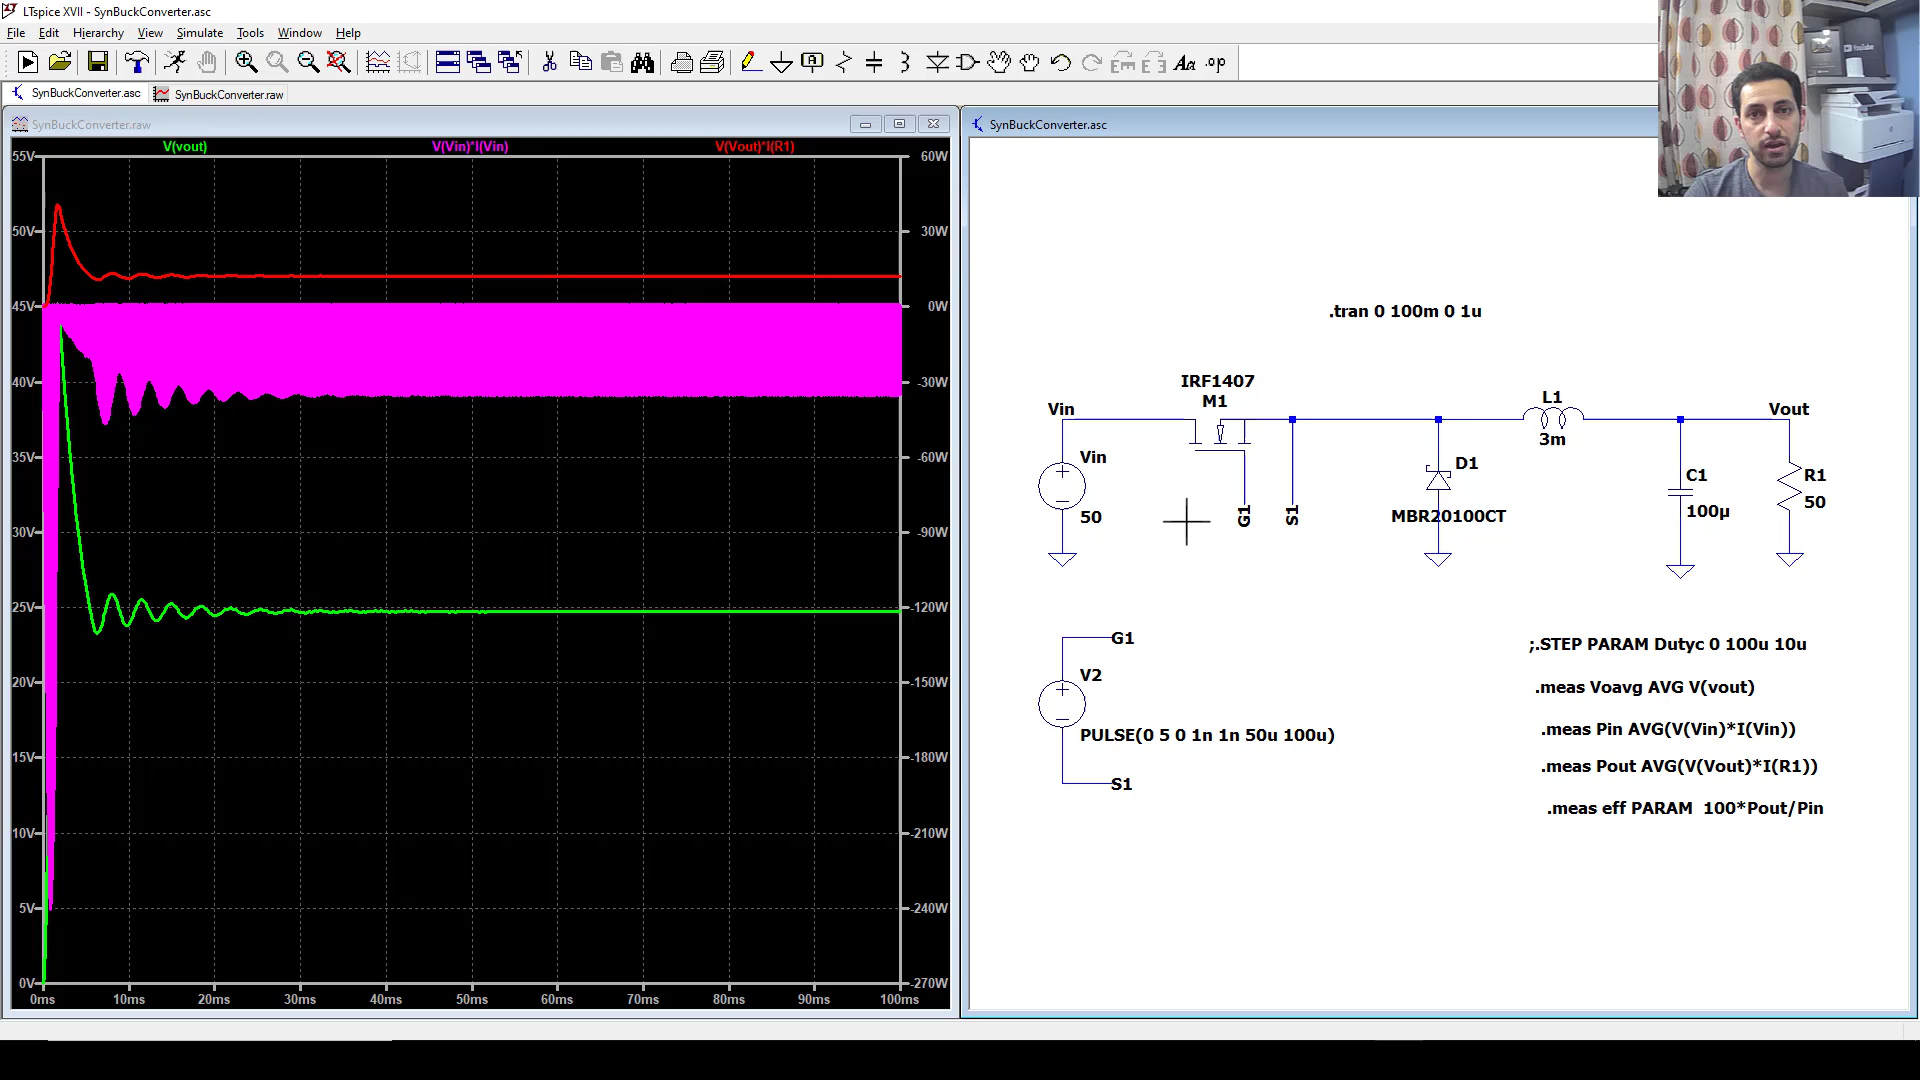 LTspice XVII - SynBuckConverter.asc
File Edit Hierarchy View Simulate Tools Window Help
SynBuckConverter.asc SynBuckConverter.raw
SynBuckConverter.raw
V(vout) V(Vin)*I(Vin) V(Vout)*I(R1)
55V 60W
50V 30W
45V 0W
40V -30W
35V -60W
30V -90W
25V -120W
20V -150W
15V -180W
10V -210W
5V -240W
0V -270W
0ms 10ms 20ms 30ms 40ms 50ms 60ms 70ms 80ms 90ms 100ms
SynBuckConverter.asc
.tran 0 100m 0 1u
IRF1407
M1
Vin
Vin
50
G1
S1
D1
MBR20100CT
L1
3m
Vout
C1
100µ
R1
50
G1
V2
PULSE(0 5 0 1n 1n 50u 100u)
S1
;.STEP PARAM Dutyc 0 100u 10u
.meas Voavg AVG V(vout)
.meas Pin AVG(V(Vin)*I(Vin))
.meas Pout AVG(V(Vout)*I(R1))
.meas eff PARAM 100*Pout/Pin
Aa .op
YouTube